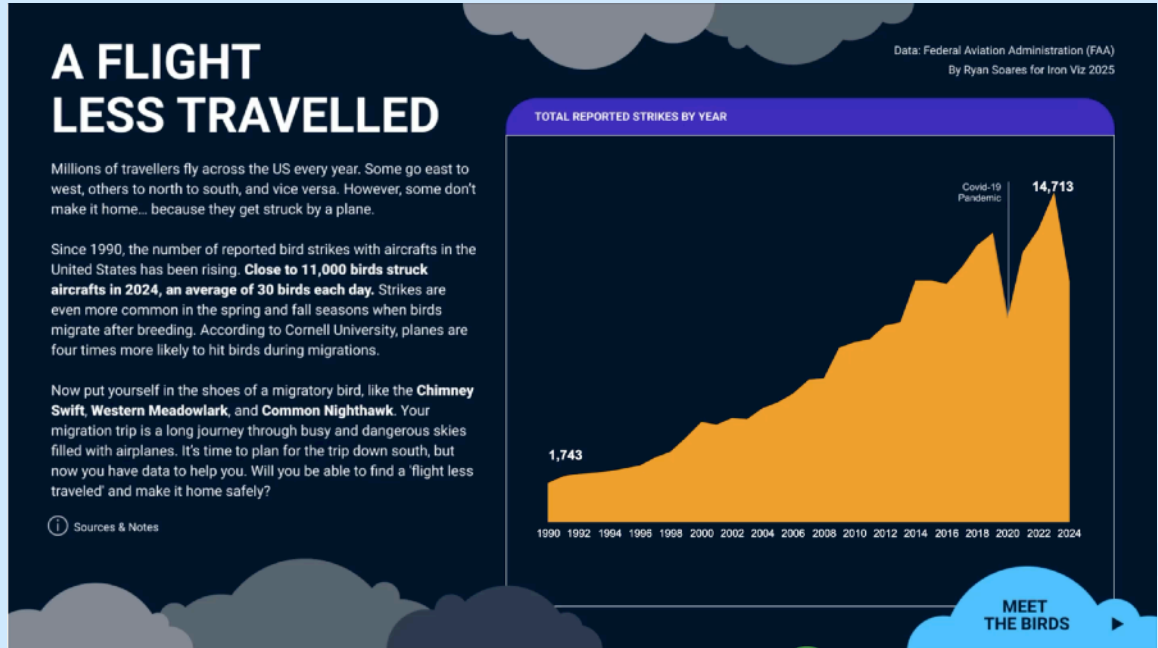 A FLIGHT
LESS TRAVELLED
Data: Federal Aviation Administration (FAA)
By Ryan Soares for Iron Viz 2025
Millions of travellers fly across the US every year. Some go east to
west, others to north to south, and vice versa. However, some don't
make it home... because they get struck by a plane.
Since 1990, the number of reported bird strikes with aircrafts in the
United States has been rising. Close to 11,000 birds struck
aircrafts in 2024, an average of 30 birds each day. Strikes are
even more common in the spring and fall seasons when birds
migrate after breeding. According to Cornell University, planes are
four times more likely to hit birds during migrations.
Now put yourself in the shoes of a migratory bird, like the Chimney
Swift, Western Meadowlark, and Common Nighthawk. Your
migration trip is a long journey through busy and dangerous skies
filled with airplanes. It's time to plan for the trip down south, but
now you have data to help you. Will you be able to find a 'flight less
traveled' and make it home safely?
i Sources & Notes
TOTAL REPORTED STRIKES BY YEAR
Covid-19
Pandemic
14,713
1,743
1990 1992 1994 1996 1998 2000 2002 2004 2006 2008 2010 2012 2014 2016 2018 2020 2022 2024
MEET
THE BIRDS